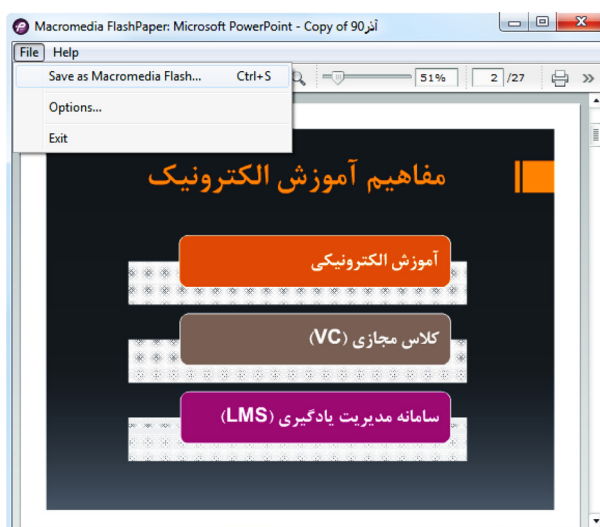 Macromedia FlashPaper: Microsoft PowerPoint - Copy of آذر90
File Help
Save as Macromedia Flash... Ctrl+S
51% 2 /27
Options...
Exit
مفاهیم آموزش الکترونیک
آموزش الکترونیکی
کلاس مجازی (VC)
سامانه مدیریت یادگیری (LMS)